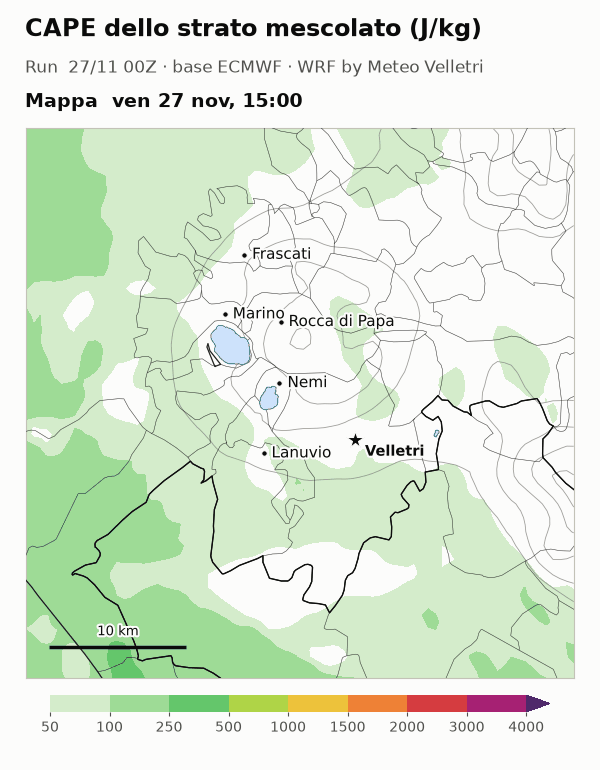 CAPE dello strato mescolato (J/kg)
Run  27/11 00Z · base ECMWF · WRF by Meteo Velletri
Mappa  ven 27 nov, 15:00
Frascati
Marino
Rocca di Papa
Nemi
Velletri
Lanuvio
10 km
50 100 250 500 1000 1500 2000 3000 4000